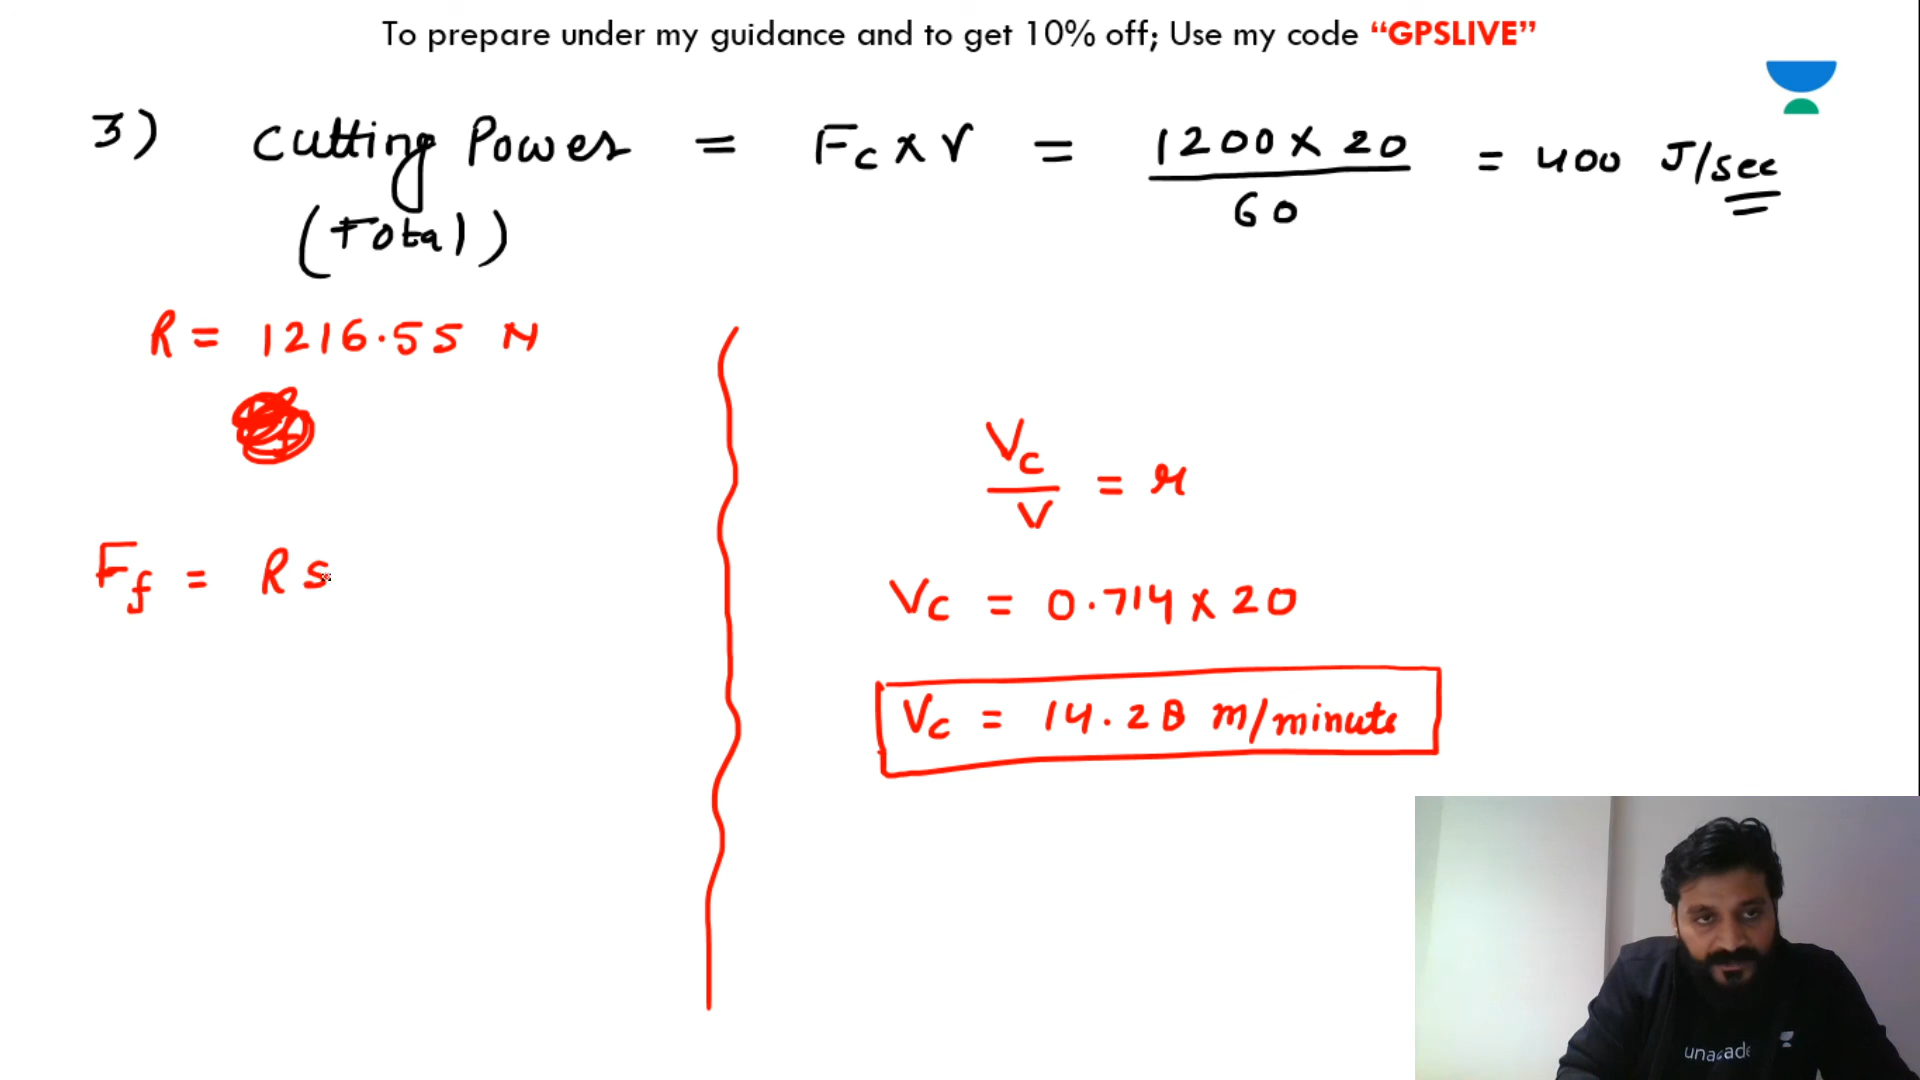 To prepare under my guidance and to get 10% off; Use my code “GPSLIVE”
3) Cutting Power = Fc x V = 1200 x 20 / 60 = 400 J/sec
(Total)
R = 1216.55 N
Vc / V = r
Ff = R s
Vc = 0.714 x 20
Vc = 14.28 m/minute
unacade